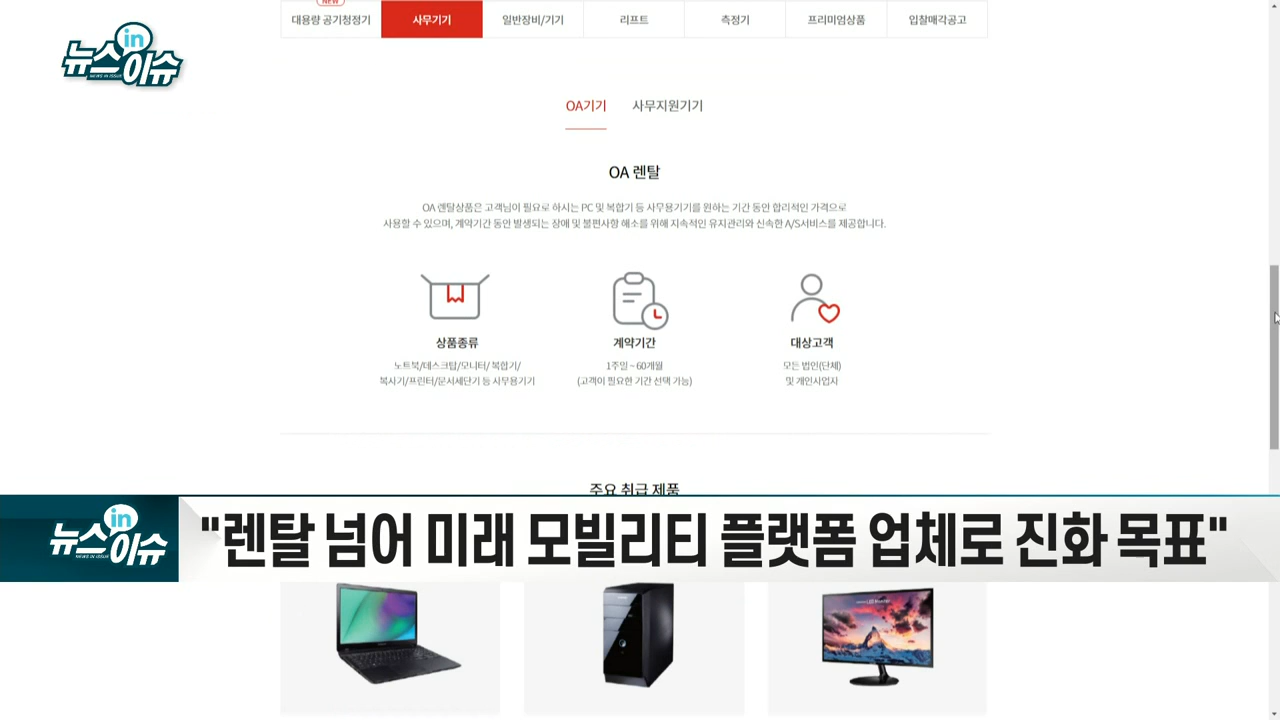 NEW
대용량 공기청정기 사무기기 일반장비/기기 리프트 측정기 프리미엄상품 입찰매각공고
뉴스in이슈
NEWS IN ISSUE
OA기기 사무지원기기
OA 렌탈
OA 렌탈상품은 고객님이 필요로 하시는 PC 및 복합기 등 사무용기기를 원하는 기간 동안 합리적인 가격으로
사용할 수 있으며, 계약기간 동안 발생되는 장애 및 불편사항 해소를 위해 지속적인 유지관리와 신속한 A/S서비스를 제공합니다.
상품종류 계약기간 대상고객
노트북/데스크탑/모니터/ 복합기/ 1주일 ~ 60개월 모든 법인(단체)
복사기/프린터/문서세단기 등 사무용기기 (고객이 필요한 기간 선택 가능) 및 개인사업자
주요 취급 제품
뉴스in이슈
NEWS IN ISSUE
"렌탈 넘어 미래 모빌리티 플랫폼 업체로 진화 목표"